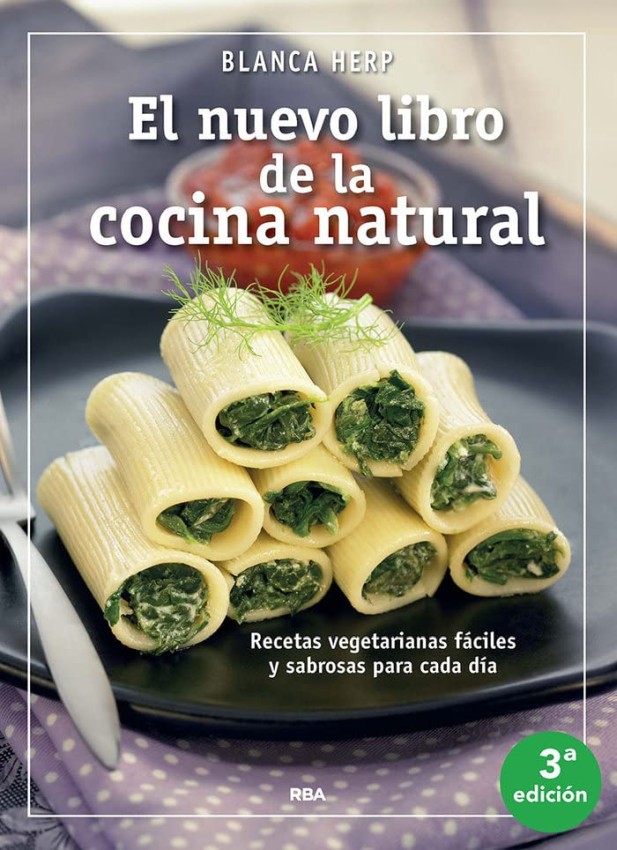 BLANCA HERP
El nuevo libro
de la
cocina natural
Recetas vegetarianas fáciles
y sabrosas para cada día
3ª
edición
RBA